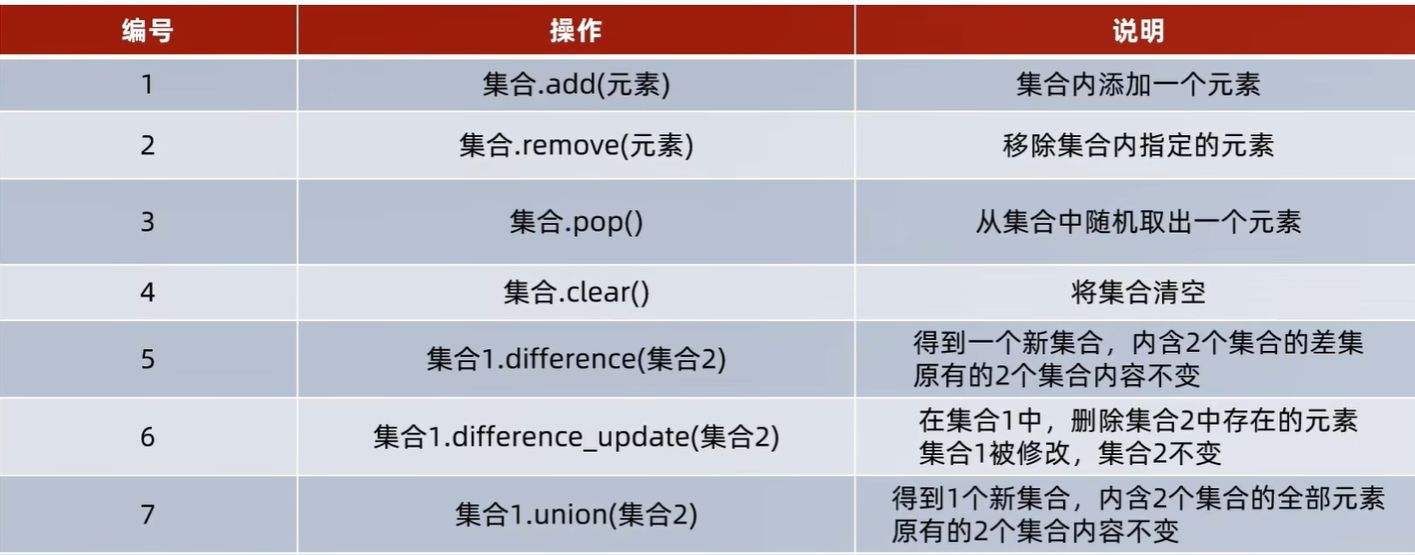 编号 操作 说明
1 集合.add(元素) 集合内添加一个元素
2 集合.remove(元素) 移除集合内指定的元素
3 集合.pop() 从集合中随机取出一个元素
4 集合.clear() 将集合清空
5 集合1.difference(集合2) 得到一个新集合，内含2个集合的差集
原有的2个集合内容不变
6 集合1.difference_update(集合2) 在集合1中，删除集合2中存在的元素
集合1被修改，集合2不变
7 集合1.union(集合2) 得到1个新集合，内含2个集合的全部元素
原有的2个集合内容不变